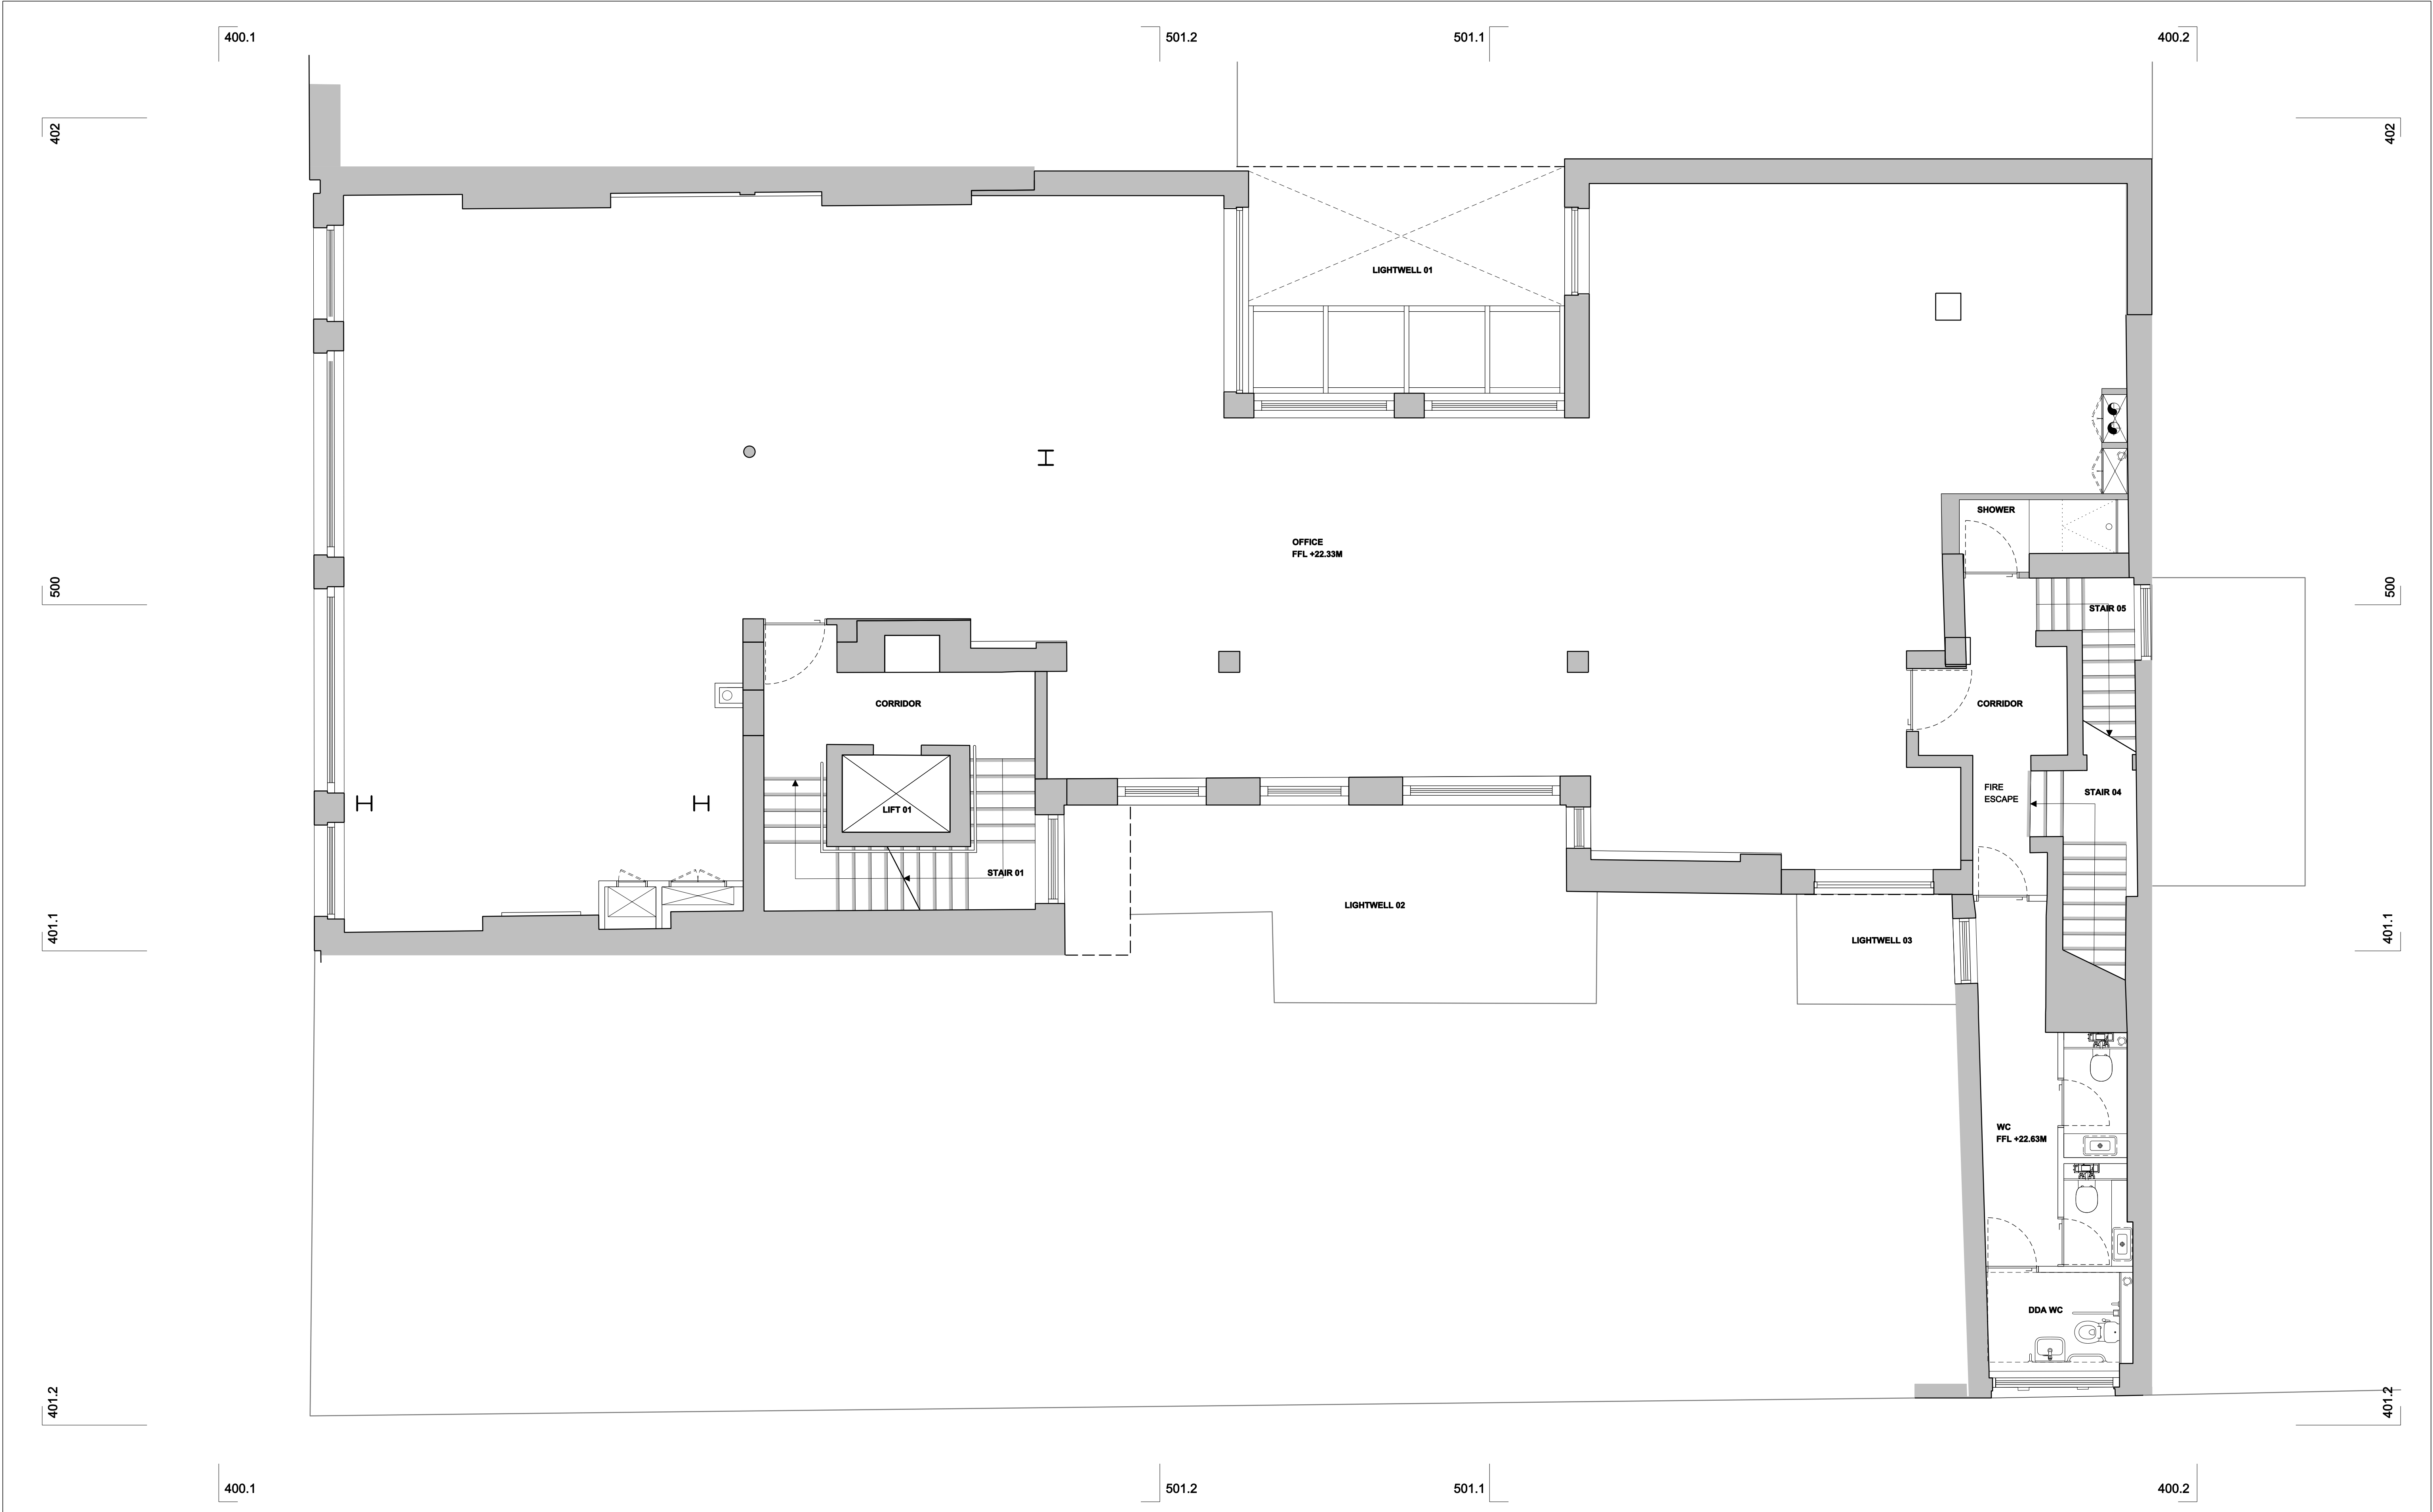 400.1
501.2
501.1
400.2
402
402
LIGHTWELL 01
SHOWER
OFFICE
FFL +22.33M
500
500
STAIR 05
CORRIDOR
CORRIDOR
FIRE
ESCAPE
STAIR 04
LIFT 01
STAIR 01
LIGHTWELL 02
LIGHTWELL 03
401.1
401.1
WC
FFL +22.63M
DDA WC
401.2
401.2
400.1
501.2
501.1
400.2